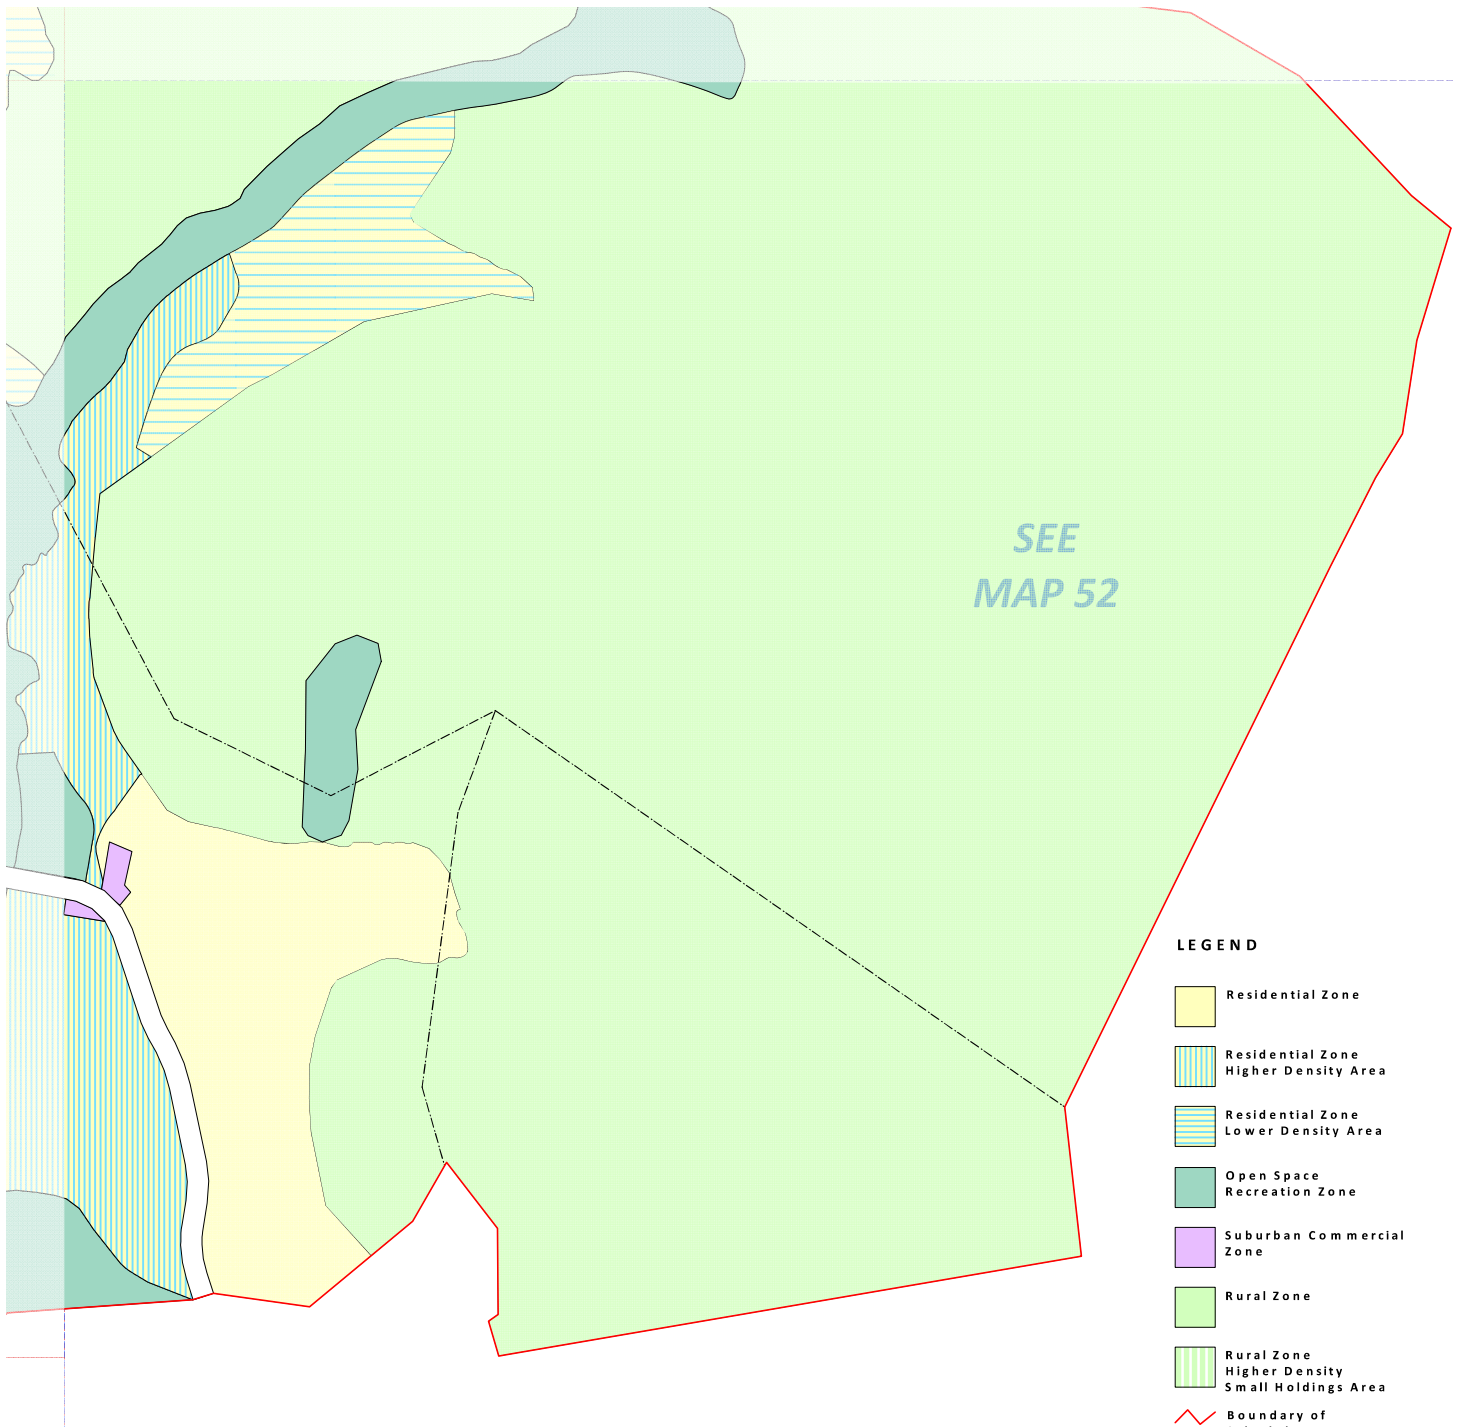 SEE
MAP 52
LEGEND
Residential Zone
Residential Zone
Higher Density Area
Residential Zone
Lower Density Area
Open Space
Recreation Zone
Suburban Commercial
Zone
Rural Zone
Rural Zone
Higher Density
Small Holdings Area
Boundary of